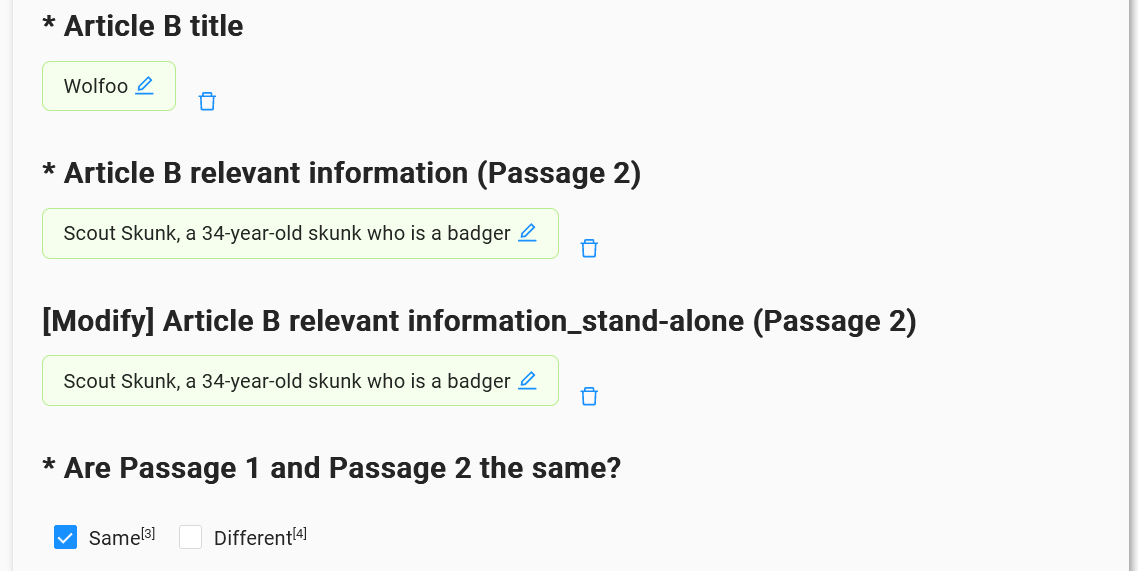 * Article B title
Wolfoo
* Article B relevant information (Passage 2)
Scout Skunk, a 34-year-old skunk who is a badger
[Modify] Article B relevant information_stand-alone (Passage 2)
Scout Skunk, a 34-year-old skunk who is a badger
* Are Passage 1 and Passage 2 the same?
Same[3] Different[4]